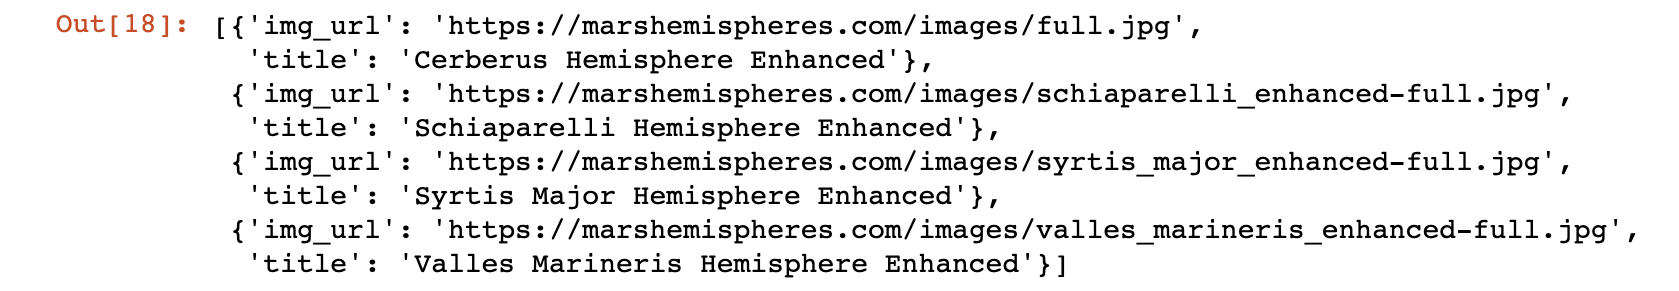 Out[18]: [{'img_url': 'https://marshemispheres.com/images/full.jpg',
'title': 'Cerberus Hemisphere Enhanced'},
{'img_url': 'https://marshemispheres.com/images/schiaparelli_enhanced-full.jpg',
'title': 'Schiaparelli Hemisphere Enhanced'},
{'img_url': 'https://marshemispheres.com/images/syrtis_major_enhanced-full.jpg',
'title': 'Syrtis Major Hemisphere Enhanced'},
{'img_url': 'https://marshemispheres.com/images/valles_marineris_enhanced-full.jpg',
'title': 'Valles Marineris Hemisphere Enhanced'}]